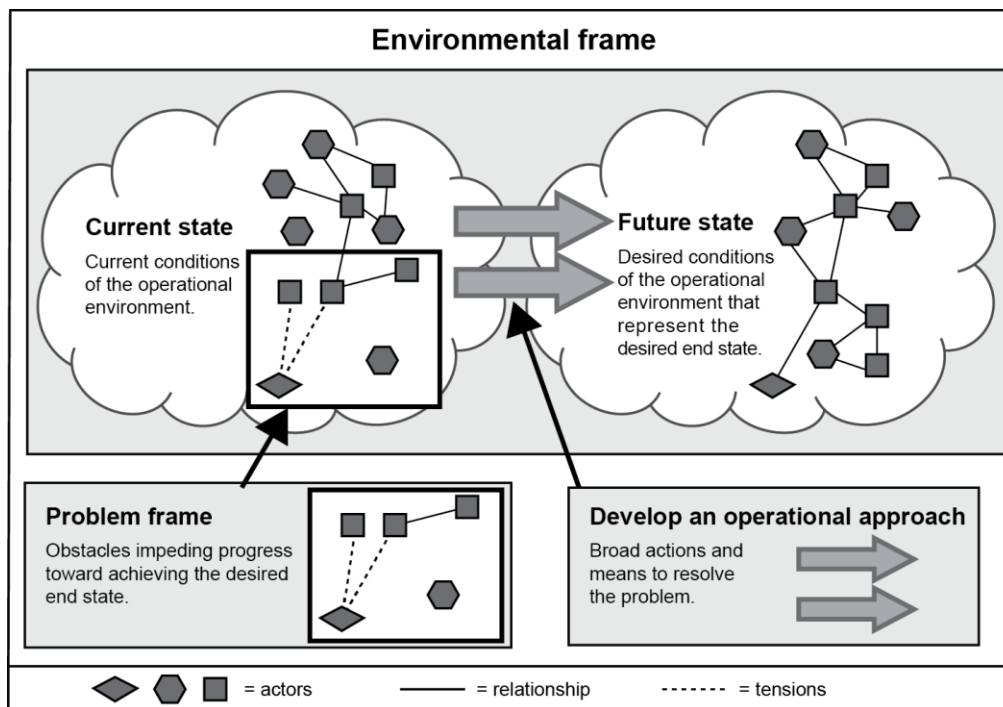 Environmental frame
Current state
Current conditions
of the operational
environment.
Future state
Desired conditions
of the operational
environment that
represent the
desired end state.
Problem frame
Obstacles impeding progress
toward achieving the desired
end state.
Develop an operational approach
Broad actions and
means to resolve
the problem.
= actors
= relationship
= tensions